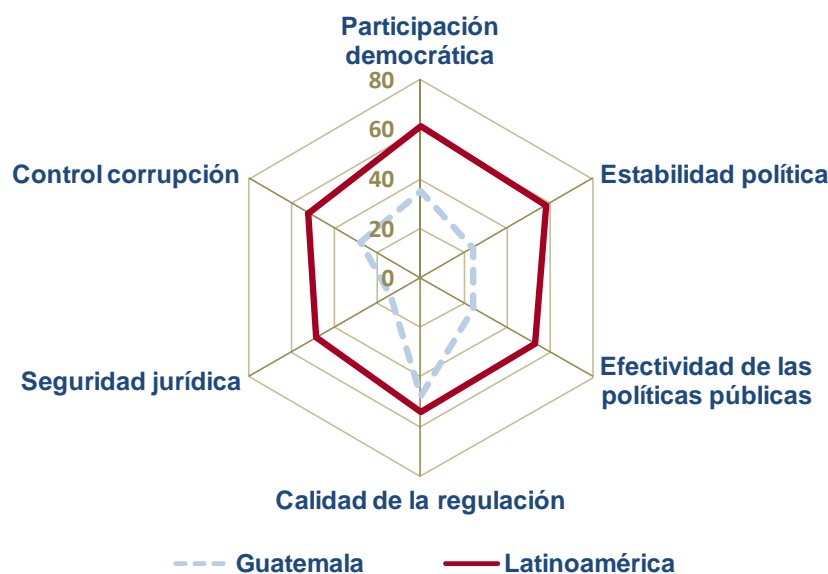 Participación
democrática
80
60
40
20
0
Control corrupción
Estabilidad política
Seguridad jurídica
Efectividad de las
políticas públicas
Calidad de la regulación
Guatemala
Latinoamérica